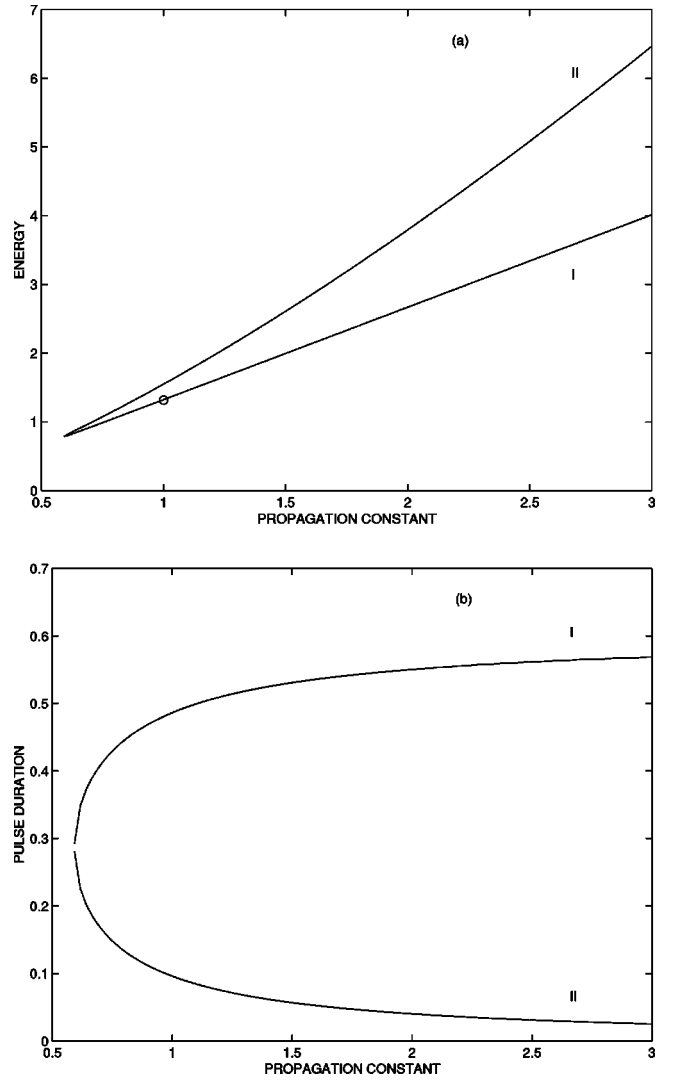 7
(a)
6
II
5
4
ENERGY
3
I
2
1
0
0.5 1 1.5 2 2.5 3
PROPAGATION CONSTANT
0.7
(b)
0.6
I
0.5
0.4
PULSE DURATION
0.3
0.2
0.1
II
0
0.5 1 1.5 2 2.5 3
PROPAGATION CONSTANT